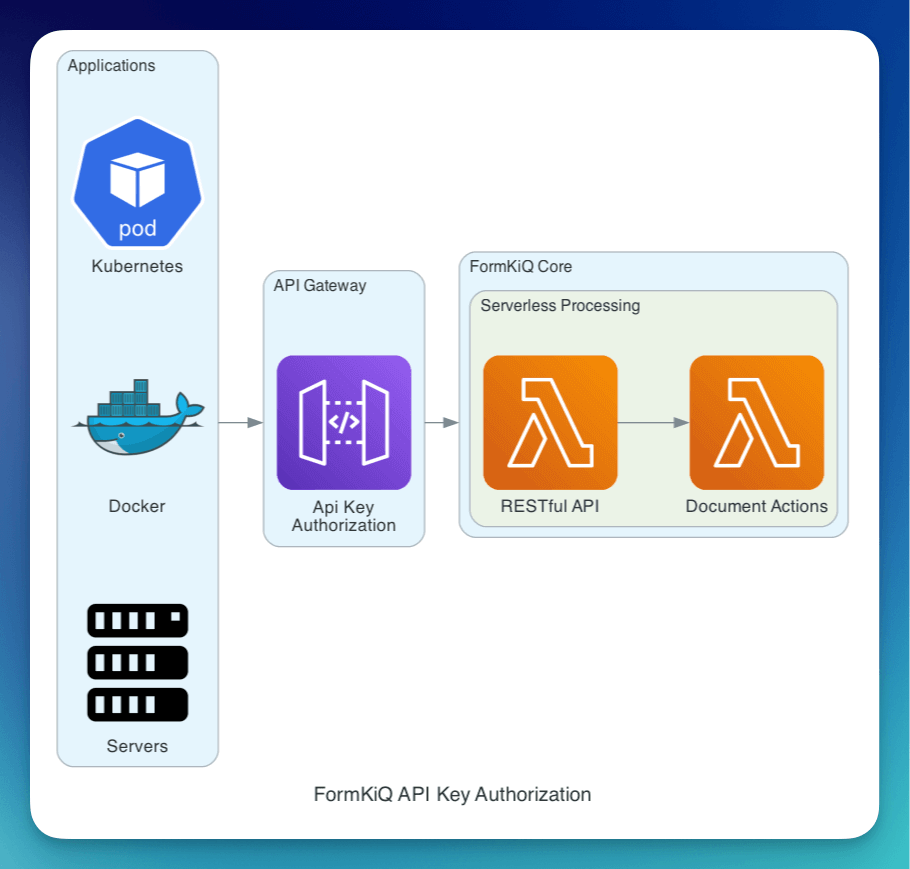 Applications
pod
Kubernetes
Docker
Servers
API Gateway
</>
Api Key
Authorization
FormKiQ Core
Serverless Processing
RESTful API
Document Actions
FormKiQ API Key Authorization